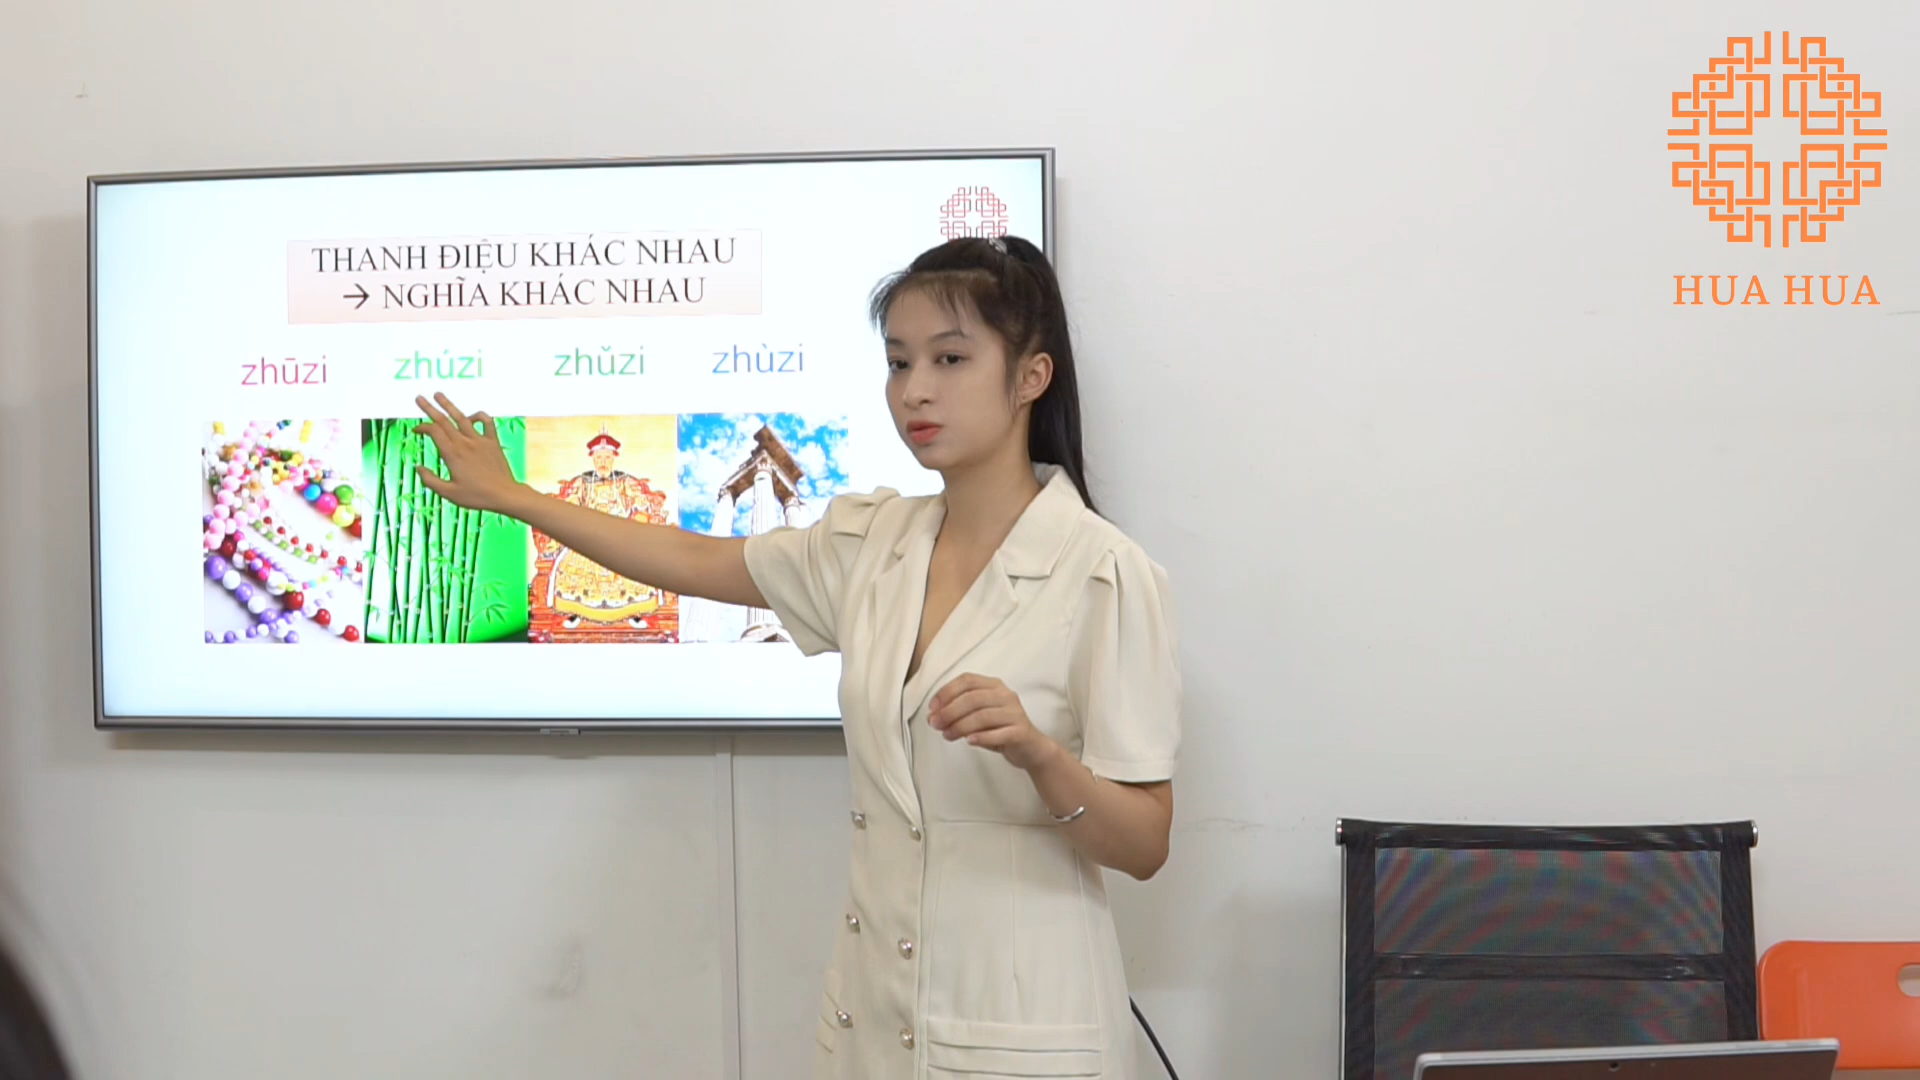 HUA HUA
THANH ĐIỆU KHÁC NHAU
→ NGHĨA KHÁC NHAU
zhūzi zhúzi zhǔzi zhùzi